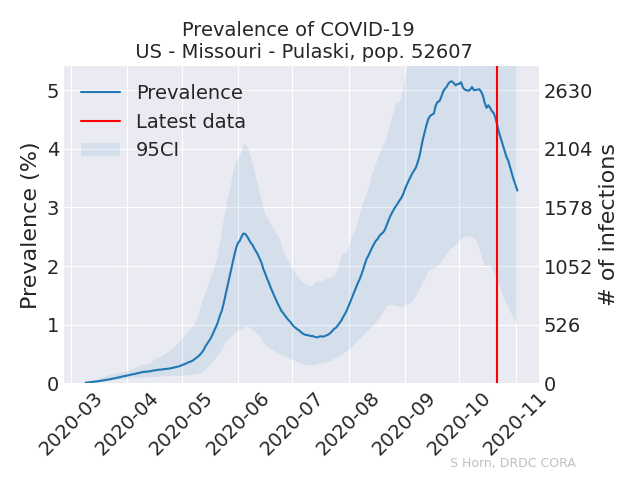 Prevalence of COVID-19
US - Missouri - Pulaski, pop. 52607
Prevalence
Latest data
95CI
Prevalence (%)
5
4
3
2
1
0
2630
2104
1578
1052
526
0
# of infections
2020-03
2020-04
2020-05
2020-06
2020-07
2020-08
2020-09
2020-10
2020-11
S Horn, DRDC CORA